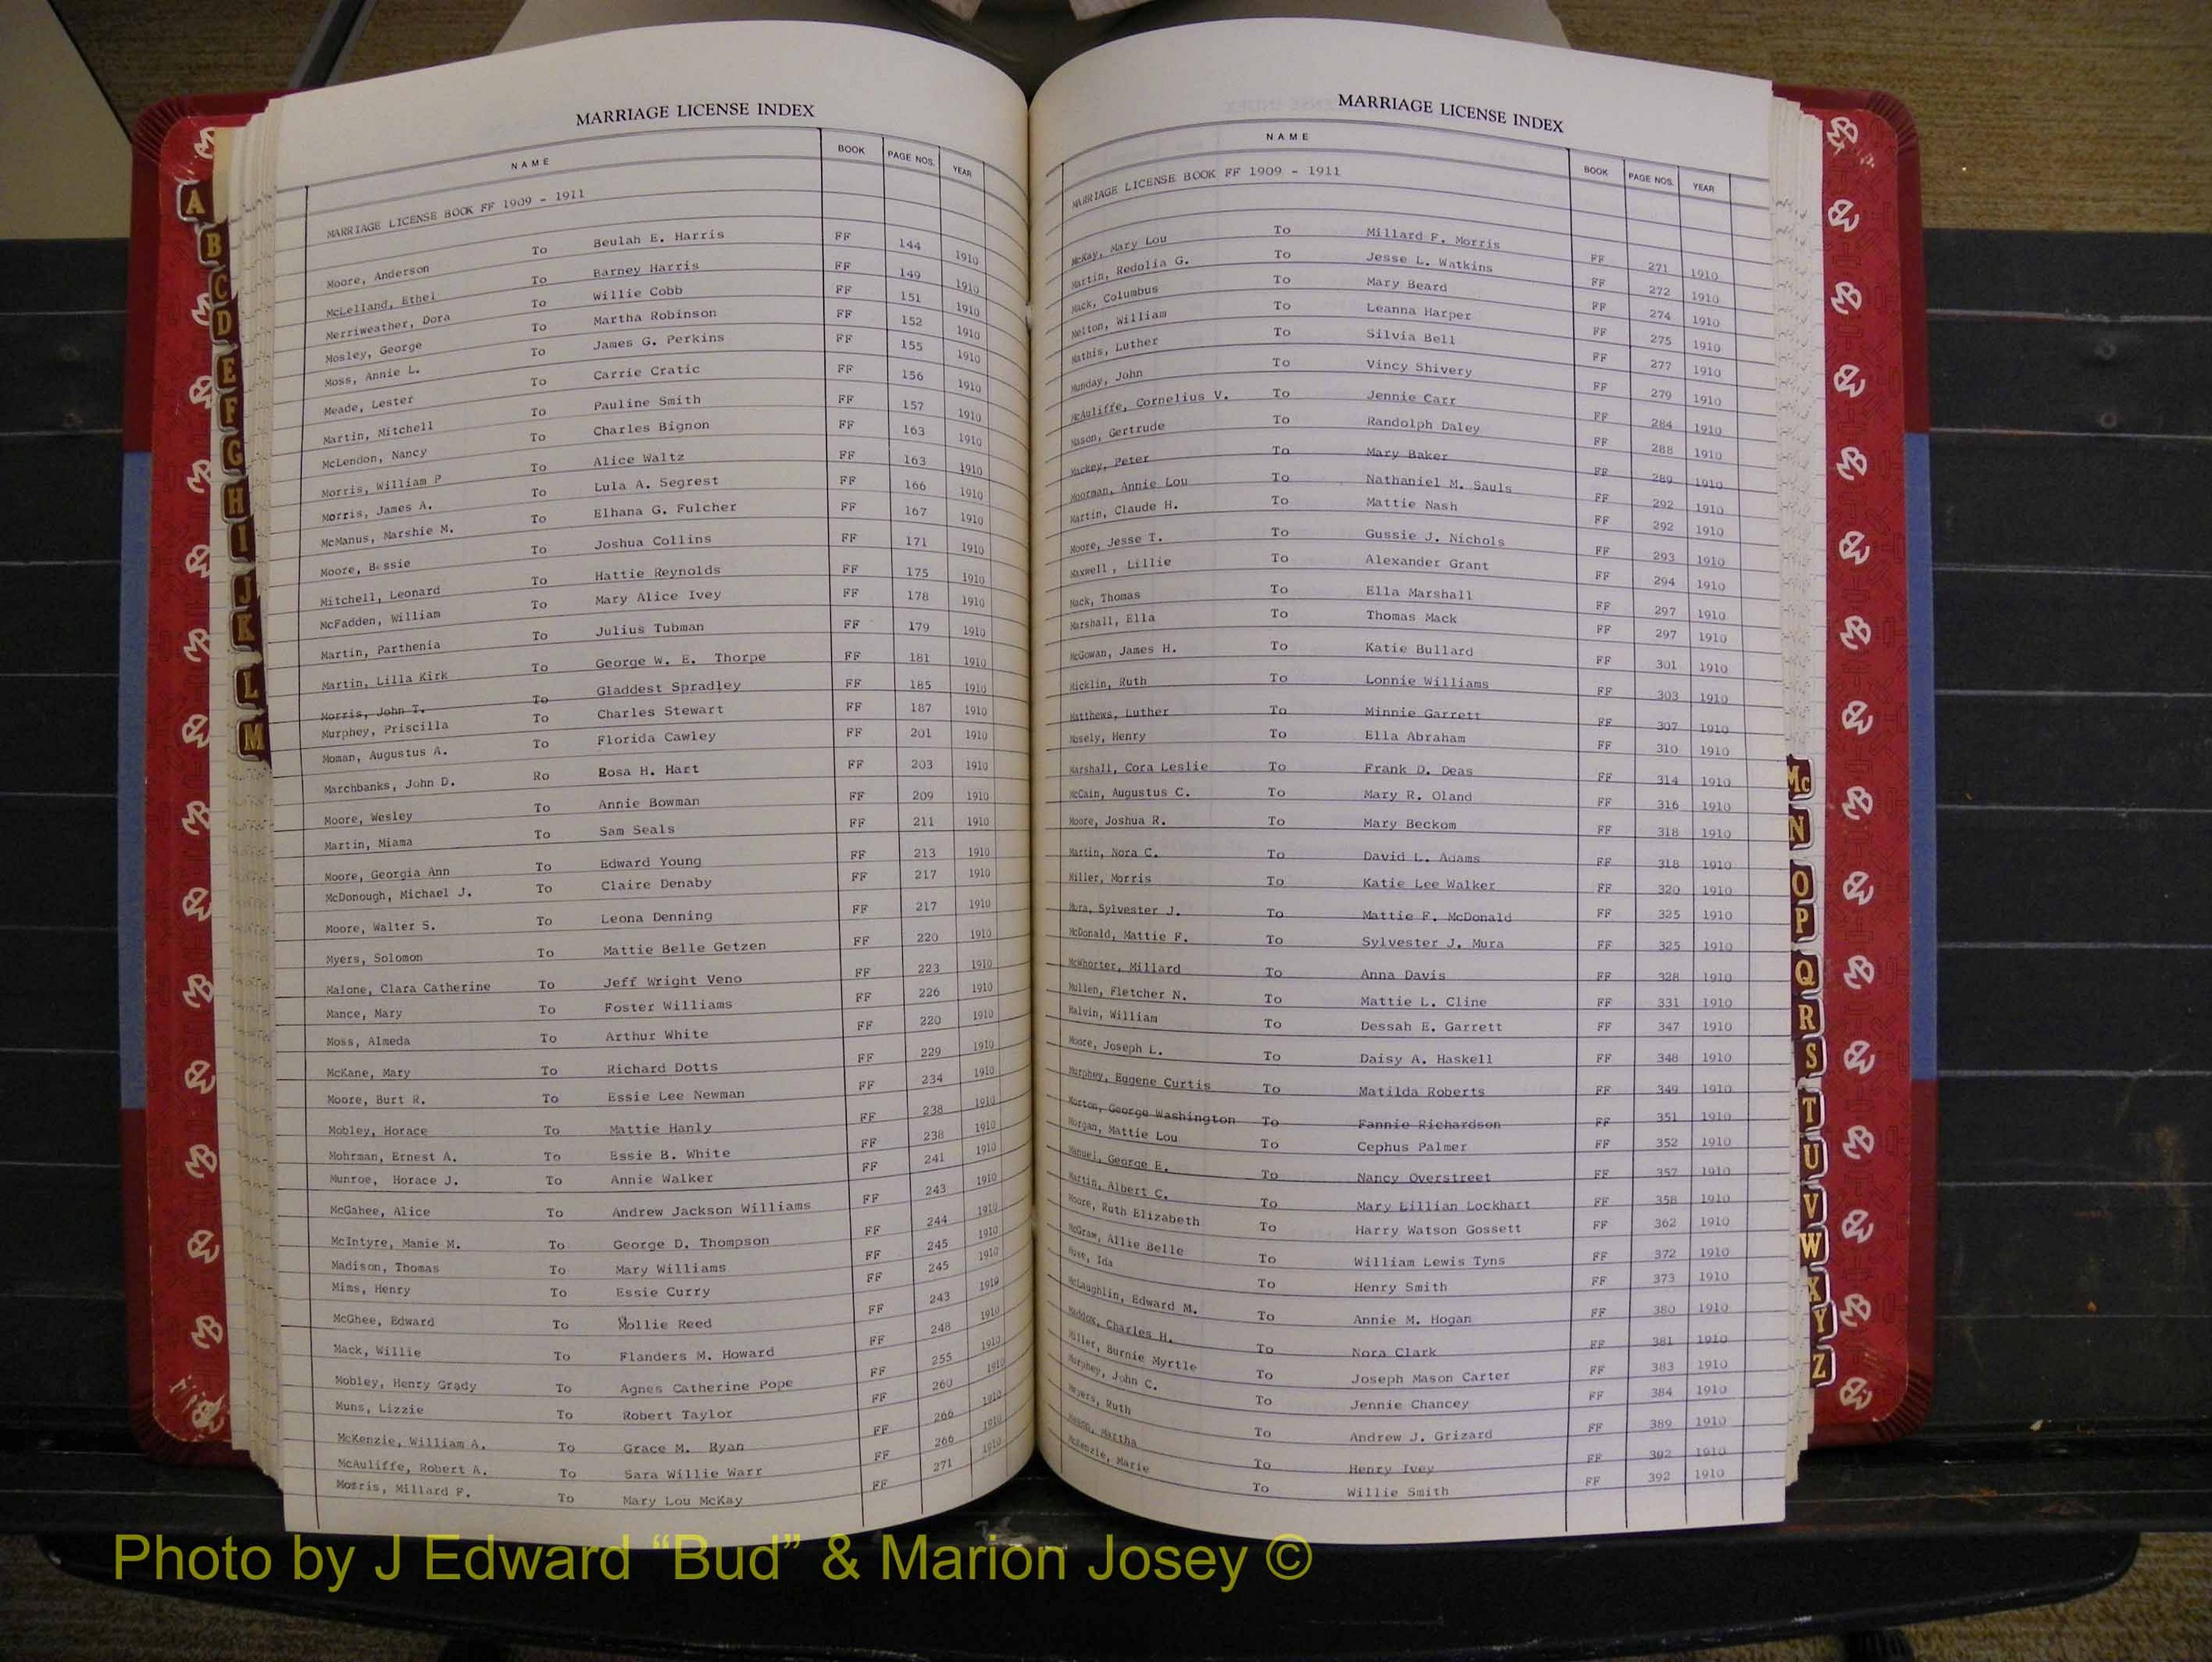 MARRIAGE LICENSE INDEX
NAME BOOK PAGE NOS. YEAR
MARRIAGE LICENSE BOOK FF 1909 - 1911
Moore, Anderson To Beulah E. Harris FF 144 1910
McLelland, Ethel To Barney Harris FF 149 1910
Merriweather, Dora To Willie Cobb FF 151 1910
Mosley, George To Martha Robinson FF 152 1910
Moss, Annie L. To James G. Perkins FF 155 1910
Meade, Lester To Carrie Cratic FF 156 1910
Martin, Mitchell To Pauline Smith FF 157 1910
McLendon, Nancy To Charles Bignon FF 163 1910
Morris, William P To Alice Waltz FF 163 1910
Morris, James A. To Lula A. Segrest FF 166 1910
McManus, Marshie M. To Elhana G. Fulcher FF 167 1910
Moore, Bessie To Joshua Collins FF 171 1910
Mitchell, Leonard To Hattie Reynolds FF 175 1910
McFadden, William To Mary Alice Ivey FF 178 1910
Martin, Parthenia To Julius Tubman FF 179 1910
Martin, Lilla Kirk To George W. E. Thorpe FF 181 1910
Morris, John T. To Gladdest Spradley FF 185 1910
Murphey, Priscilla To Charles Stewart FF 187 1910
Moman, Augustus A. To Florida Cawley FF 201 1910
Marchbanks, John D. Ro Rosa H. Hart FF 203 1910
Moore, Wesley To Annie Bowman FF 209 1910
Martin, Miama To Sam Seals FF 211 1910
Moore, Georgia Ann To Edward Young FF 213 1910
McDonough, Michael J. To Claire Denaby FF 217 1910
Moore, Walter S. To Leona Denning FF 217 1910
Myers, Solomon To Mattie Belle Getzen FF 220 1910
Malone, Clara Catherine To Jeff Wright Veno FF 223 1910
Mance, Mary To Foster Williams FF 226 1910
Moss, Almeda To Arthur White FF 220 1910
McKane, Mary To Richard Dotts FF 229 1910
Moore, Burt R. To Essie Lee Newman FF 234 1910
Mobley, Horace To Mattie Hanly FF 238 1910
Mohrman, Ernest A. To Essie B. White FF 238 1910
Munroe, Horace J. To Annie Walker FF 241 1910
McGahee, Alice To Andrew Jackson Williams FF 243 1910
McIntyre, Mamie M. To George D. Thompson FF 244 1910
Madison, Thomas To Mary Williams FF 245 1910
Mims, Henry To Essie Curry FF 245 1910
McGhee, Edward To Mollie Reed FF 243 1910
Mack, Willie To Flanders M. Howard FF 248 1910
Mobley, Henry Grady To Agnes Catherine Pope FF 255 1910
Muns, Lizzie To Robert Taylor FF 260 1910
McKenzie, William A. To Grace M. Ryan FF 266 1910
McAuliffe, Robert A. To Sara Willie Warr FF 266 1910
Morris, Millard F. To Mary Lou McKay FF 271 1910
MARRIAGE LICENSE INDEX
NAME BOOK PAGE NOS. YEAR
MARRIAGE LICENSE BOOK FF 1909 - 1911
McKay, Mary Lou To Millard F. Morris FF 271 1910
Martin, Redolia G. To Jesse L. Watkins FF 272 1910
Mack, Columbus To Mary Beard FF 274 1910
Melton, William To Leanna Harper FF 275 1910
Mathis, Luther To Silvia Bell FF 277 1910
Munday, John To Vincy Shivery FF 279 1910
McAuliffe, Cornelius V. To Jennie Carr FF 284 1910
Mason, Gertrude To Randolph Daley FF 288 1910
Mackey, Peter To Mary Baker FF 289 1910
Moorman, Annie Lou To Nathaniel M. Sauls FF 292 1910
Martin, Claude H. To Mattie Nash FF 292 1910
Moore, Jesse T. To Gussie J. Nichols FF 293 1910
Maxwell, Lillie To Alexander Grant FF 294 1910
Mack, Thomas To Ella Marshall FF 297 1910
Marshall, Ella To Thomas Mack FF 297 1910
McGowan, James H. To Katie Bullard FF 301 1910
Micklin, Ruth To Lonnie Williams FF 303 1910
Matthews, Luther To Minnie Garrett FF 307 1910
Mosely, Henry To Ella Abraham FF 310 1910
Marshall, Cora Leslie To Frank D. Deas FF 314 1910
McCain, Augustus C. To Mary R. Oland FF 316 1910
Moore, Joshua R. To Mary Beckom FF 318 1910
Martin, Nora C. To David L. Adams FF 318 1910
Miller, Morris To Katie Lee Walker FF 320 1910
Mura, Sylvester J. To Mattie F. McDonald FF 325 1910
McDonald, Mattie F. To Sylvester J. Mura FF 325 1910
McWhorter, Millard To Anna Davis FF 328 1910
Mullen, Fletcher N. To Mattie L. Cline FF 331 1910
Malvin, William To Dessah E. Garrett FF 347 1910
Moore, Joseph L. To Daisy A. Haskell FF 348 1910
Murphey, Eugene Curtis To Matilda Roberts FF 349 1910
Morton, George Washington To Fannie Richardson FF 351 1910
Morgan, Mattie Lou To Cephus Palmer FF 352 1910
Manuel, George E. To Nancy Overstreet FF 357 1910
Martin, Albert C. To Mary Lillian Lockhart FF 358 1910
Moore, Ruth Elizabeth To Harry Watson Gossett FF 362 1910
McGraw, Allie Belle To William Lewis Tyns FF 372 1910
Ida To Henry Smith FF 373 1910
McLaughlin, Edward M. To Annie M. Hogan FF 380 1910
Maddox, Charles H. To Nora Clark FF 381 1910
Miller, Burnie Myrtle To Joseph Mason Carter FF 383 1910
Murphey, John C. To Jennie Chancey FF 384 1910
Meyers, Ruth To Andrew J. Grizard FF 389 1910
Martha To Henry Ivey FF 392 1910
McKenzie, Marie To Willie Smith FF 392 1910
A
B
C
D
E
F
G
H
I
J
K
L
M
Mc
N
O
P
Q
R
S
T
U
V
W
X
Y
Z
Photo by J Edward “Bud” & Marion Josey ©